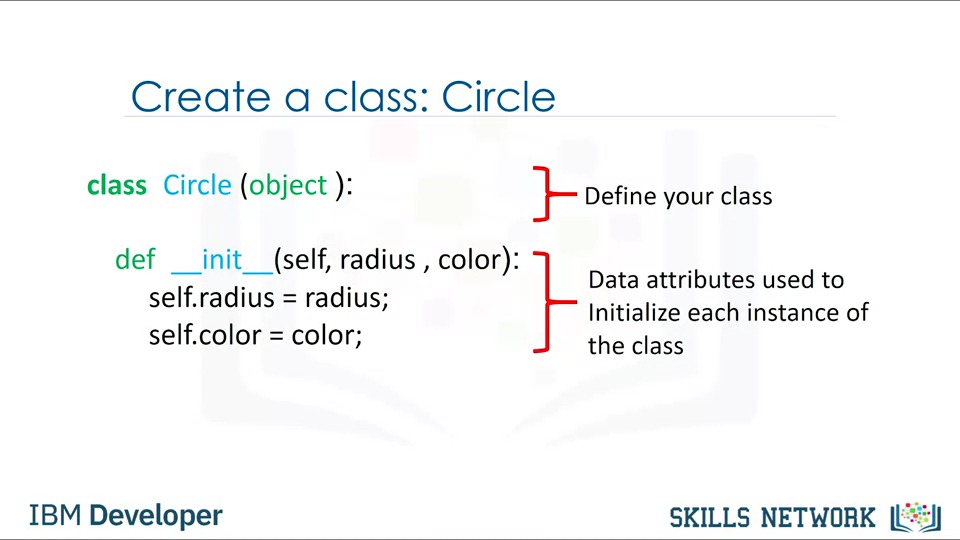 Create a class: Circle
class Circle (object ):
Define your class
def __init__(self, radius , color):
self.radius = radius;
self.color = color;
Data attributes used to
Initialize each instance of
the class
IBM Developer
SKILLS NETWORK